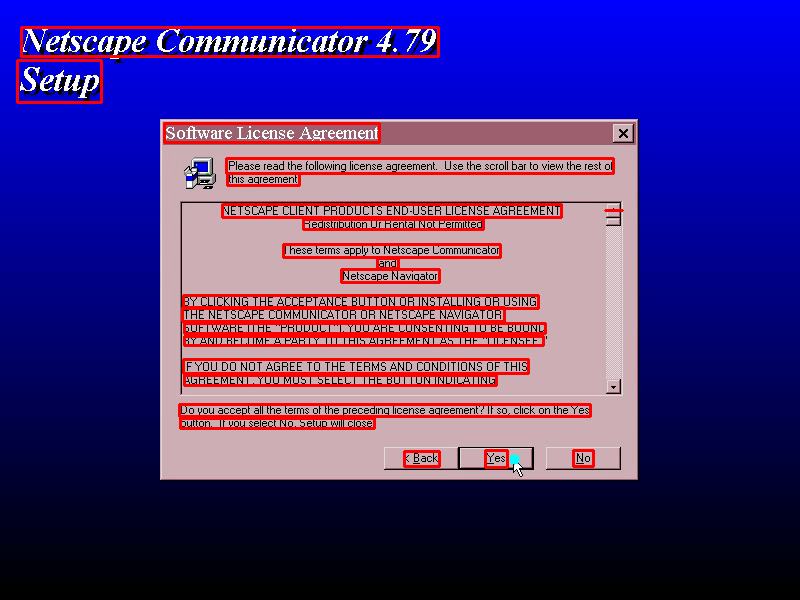 Netscape Communicator 4.79
Setup
Software License Agreement
Please read the following license agreement. Use the scroll bar to view the rest of
this agreement.
NETSCAPE CLIENT PRODUCTS END-USER LICENSE AGREEMENT
Redistribution Or Rental Not Permitted
These terms apply to Netscape Communicator
and
Netscape Navigator
BY CLICKING THE ACCEPTANCE BUTTON OR INSTALLING OR USING
THE NETSCAPE COMMUNICATOR OR NETSCAPE NAVIGATOR
SOFTWARE (THE "PRODUCT"), YOU ARE CONSENTING TO BE BOUND
BY AND BECOME A PARTY TO THIS AGREEMENT AS THE "LICENSEE."
IF YOU DO NOT AGREE TO THE TERMS AND CONDITIONS OF THIS
AGREEMENT, YOU MUST SELECT THE BUTTON INDICATING
Do you accept all the terms of the preceding license agreement? If so, click on the Yes
button. If you select No, Setup will close.
< Back
Yes
No